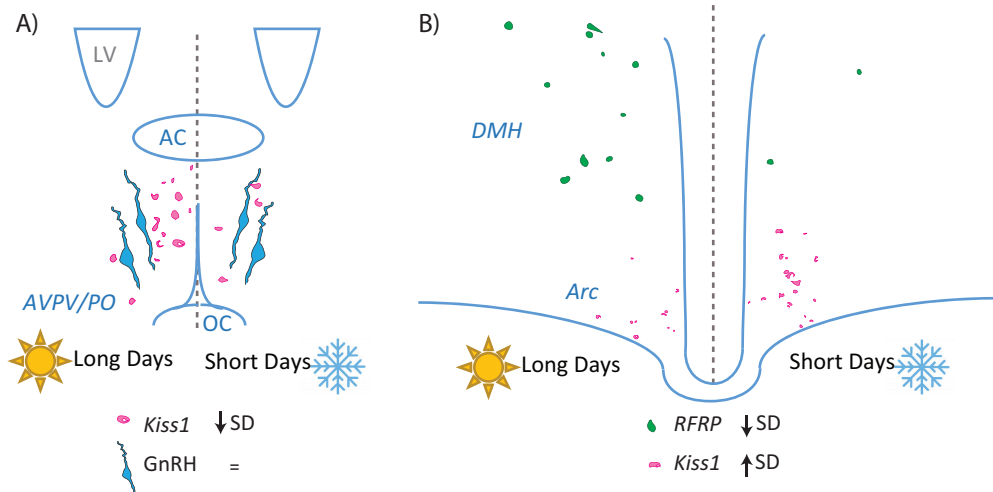 A)
LV
AC
AVPV/PO
OC
Long Days
Short Days
Kiss1 ↓SD
GnRH =
B)
DMH
Arc
Long Days
Short Days
RFRP ↓SD
Kiss1 ↑SD